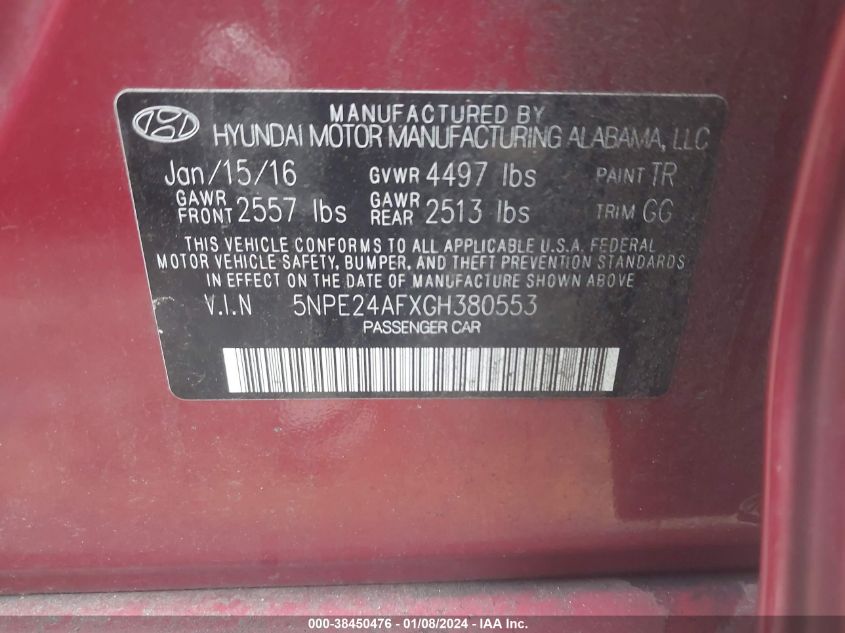 MANUFACTURED BY
HYUNDAI MOTOR MANUFACTURING ALABAMA, LLC
Jan/15/16 GVWR 4497 lbs PAINT TR
GAWR FRONT 2557 lbs GAWR REAR 2513 lbs TRIM GG
THIS VEHICLE CONFORMS TO ALL APPLICABLE U.S.A. FEDERAL
MOTOR VEHICLE SAFETY, BUMPER, AND THEFT PREVENTION STANDARDS
IN EFFECT ON THE DATE OF MANUFACTURE SHOWN ABOVE
V.I.N 5NPE24AFXGH380553
PASSENGER CAR
000-38450476 - 01/08/2024 - IAA Inc.